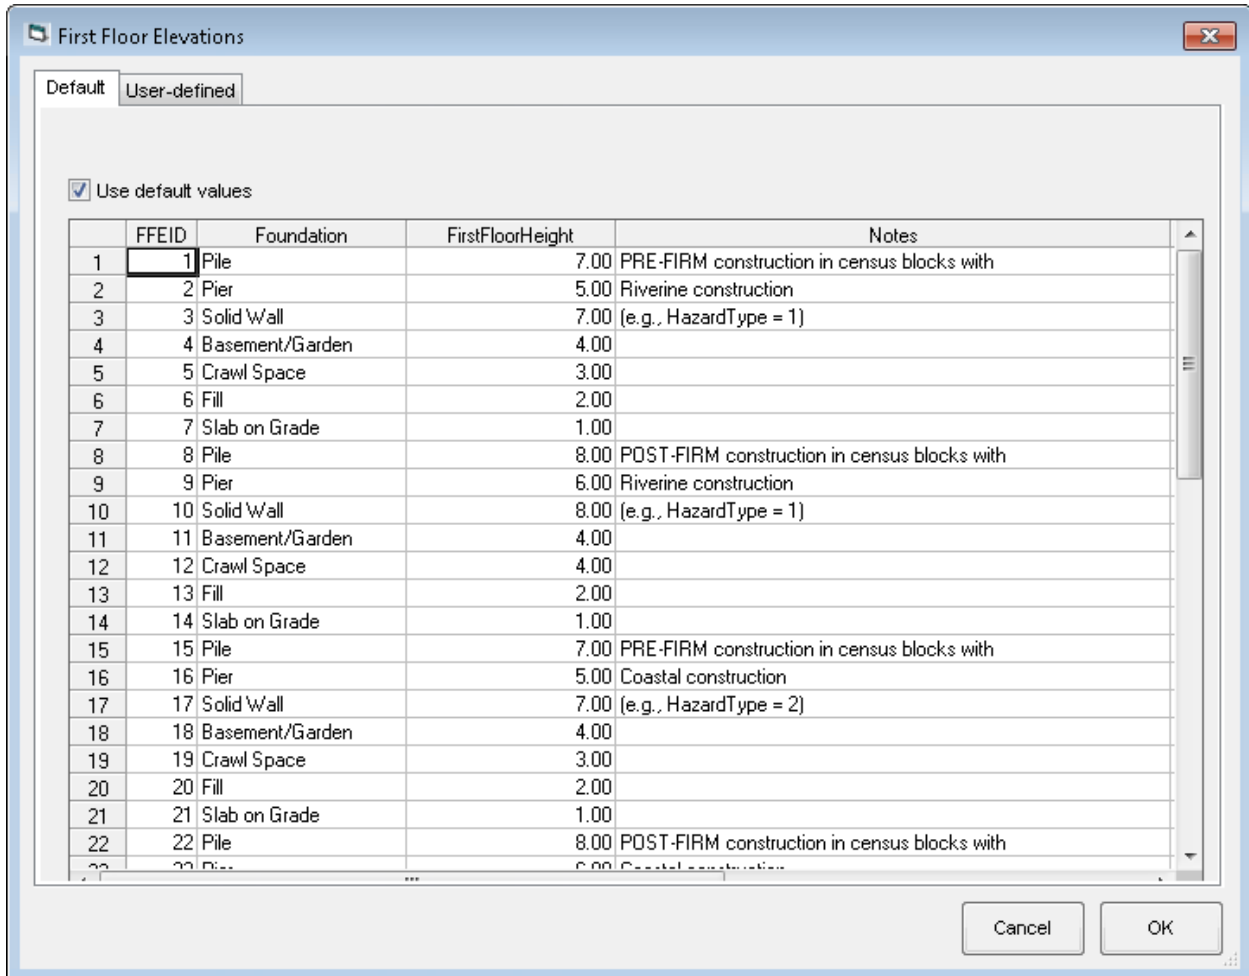 First Floor Elevations
Default User-defined
Use default values
FFEID Foundation FirstFloorHeight Notes
1 1 Pile 7.00 PRE-FIRM construction in census blocks with
2 2 Pier 5.00 Riverine construction
3 3 Solid Wall 7.00 (e.g., HazardType = 1)
4 4 Basement/Garden 4.00
5 5 Crawl Space 3.00
6 6 Fill 2.00
7 7 Slab on Grade 1.00
8 8 Pile 8.00 POST-FIRM construction in census blocks with
9 9 Pier 6.00 Riverine construction
10 10 Solid Wall 8.00 (e.g., HazardType = 1)
11 11 Basement/Garden 4.00
12 12 Crawl Space 4.00
13 13 Fill 2.00
14 14 Slab on Grade 1.00
15 15 Pile 7.00 PRE-FIRM construction in census blocks with
16 16 Pier 5.00 Coastal construction
17 17 Solid Wall 7.00 (e.g., HazardType = 2)
18 18 Basement/Garden 4.00
19 19 Crawl Space 3.00
20 20 Fill 2.00
21 21 Slab on Grade 1.00
22 22 Pile 8.00 POST-FIRM construction in census blocks with
Cancel OK